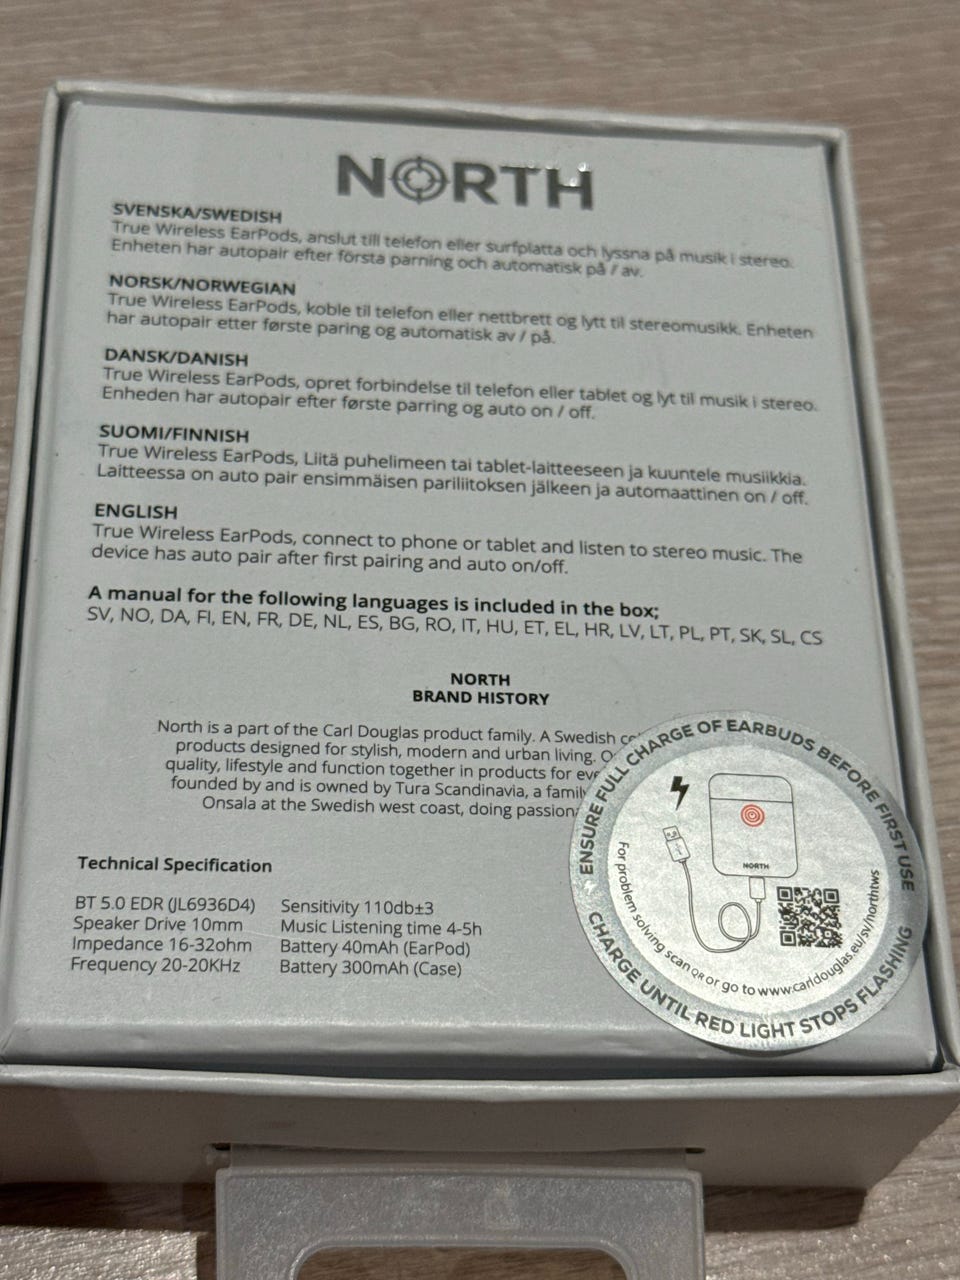 NORTH
SVENSKA/SWEDISH
True Wireless EarPods, anslut till telefon eller surfplatta och lyssna på musik i stereo.
Enheten har autopair efter första parning och automatisk på / av.
NORSK/NORWEGIAN
True Wireless EarPods, koble til telefon eller nettbrett og lytt til stereomusikk. Enheten
har autopair etter første paring og automatisk av / på.
DANSK/DANISH
True Wireless EarPods, opret forbindelse til telefon eller tablet og lyt til musik i stereo.
Enheden har autopair efter første parring og auto on / off.
SUOMI/FINNISH
True Wireless EarPods, Liitä puhelimeen tai tablet-laitteeseen ja kuuntele musiikkia.
Laitteessa on auto pair ensimmäisen pariliitoksen jälkeen ja automaattinen on / off.
ENGLISH
True Wireless EarPods, connect to phone or tablet and listen to stereo music. The
device has auto pair after first pairing and auto on/off.
A manual for the following languages is included in the box;
SV, NO, DA, FI, EN, FR, DE, NL, ES, BG, RO, IT, HU, ET, EL, HR, LV, LT, PL, PT, SK, SL, CS
NORTH
BRAND HISTORY
North is a part of the Carl Douglas product family. A Swedish
products designed for stylish, modern and urban living.
quality, lifestyle and function together in products for
founded by and is owned by Tura Scandinavia, a
Onsala at the Swedish west coast, doing
Technical Specification
BT 5.0 EDR (JL6936D4)
Speaker Drive 10mm
Impedance 16-32ohm
Frequency 20-20KHz
Sensitivity 110db±3
Music Listening time 4-5h
Battery 40mAh (EarPod)
Battery 300mAh (Case)
ENSURE FULL CHARGE OF EARBUDS BEFORE FIRST USE
CHARGE UNTIL RED LIGHT STOPS FLASHING
For problem solving scan QR or go to www.carldouglas.eu/sv/northtws
NORTH